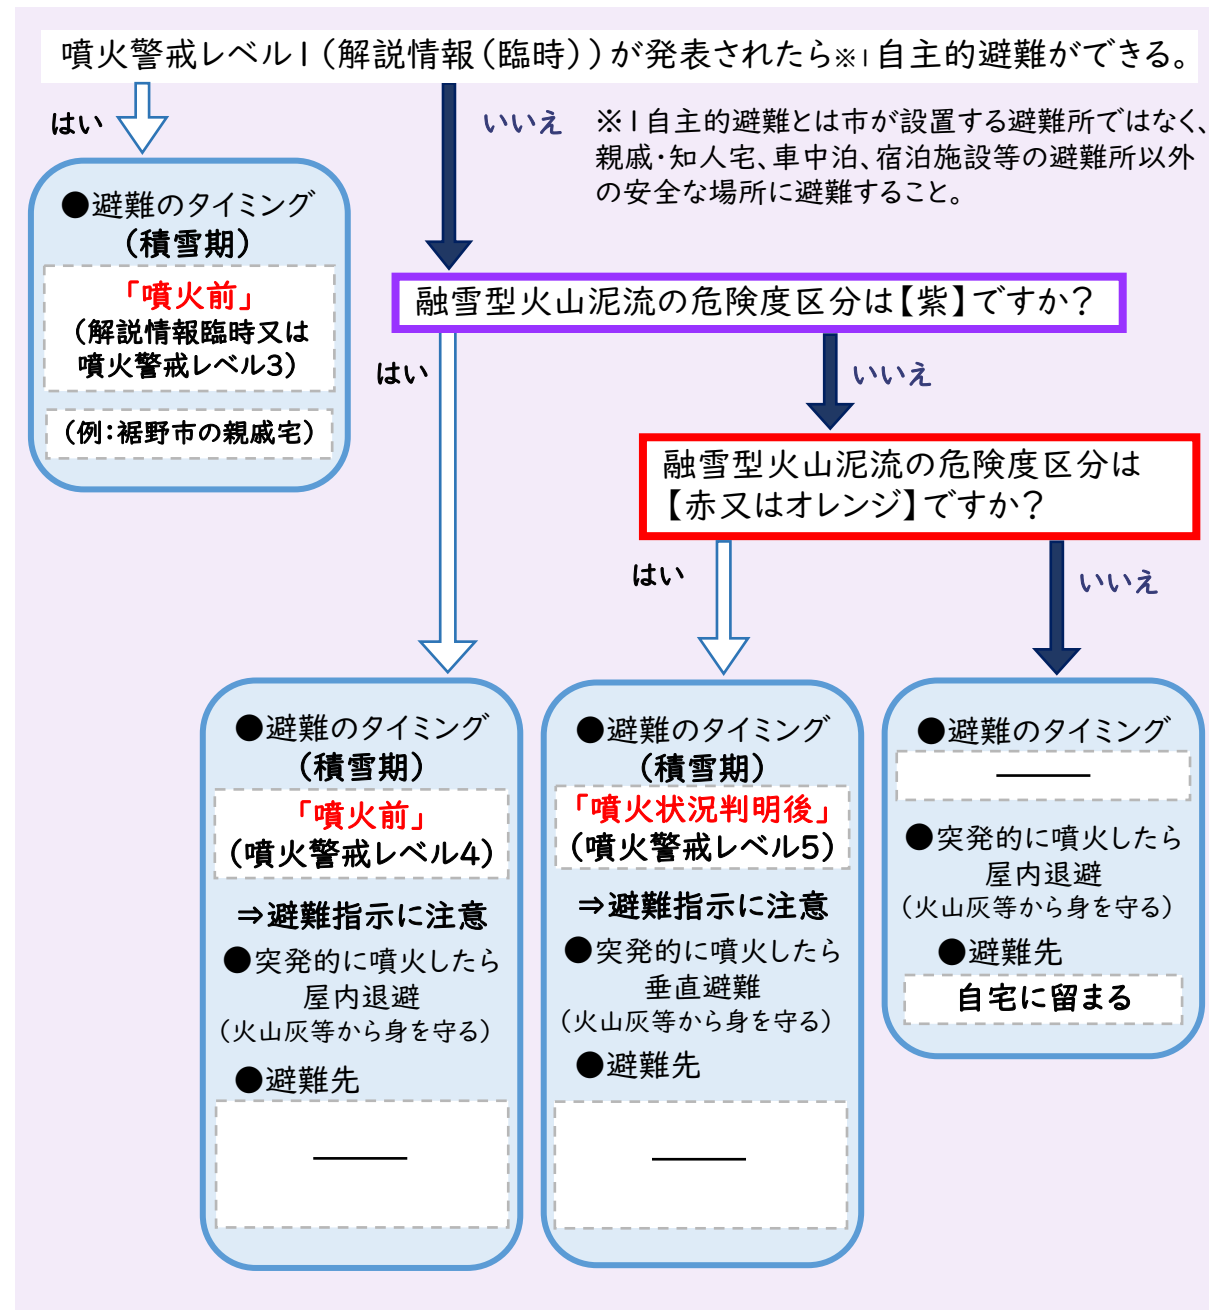 噴火警戒レベル1（解説情報（臨時））が発表されたら※1自主的避難ができる。
はい
いいえ
※1自主的避難とは市が設置する避難所ではなく、
親戚・知人宅、車中泊、宿泊施設等の避難所以外
の安全な場所に避難すること。
●避難のタイミング
（積雪期）
「噴火前」
（解説情報臨時又は
噴火警戒レベル3）
（例：裾野市の親戚宅）
融雪型火山泥流の危険度区分は【紫】ですか？
はい
いいえ
融雪型火山泥流の危険度区分は
【赤又はオレンジ】ですか？
はい
いいえ
●避難のタイミング
（積雪期）
「噴火前」
（噴火警戒レベル4）
⇒避難指示に注意
●突発的に噴火したら
屋内退避
（火山灰等から身を守る）
●避難先
―
●避難のタイミング
（積雪期）
「噴火状況判明後」
（噴火警戒レベル5）
⇒避難指示に注意
●突発的に噴火したら
垂直避難
（火山灰等から身を守る）
●避難先
―
●避難のタイミング
―
●突発的に噴火したら
屋内退避
（火山灰等から身を守る）
●避難先
自宅に留まる